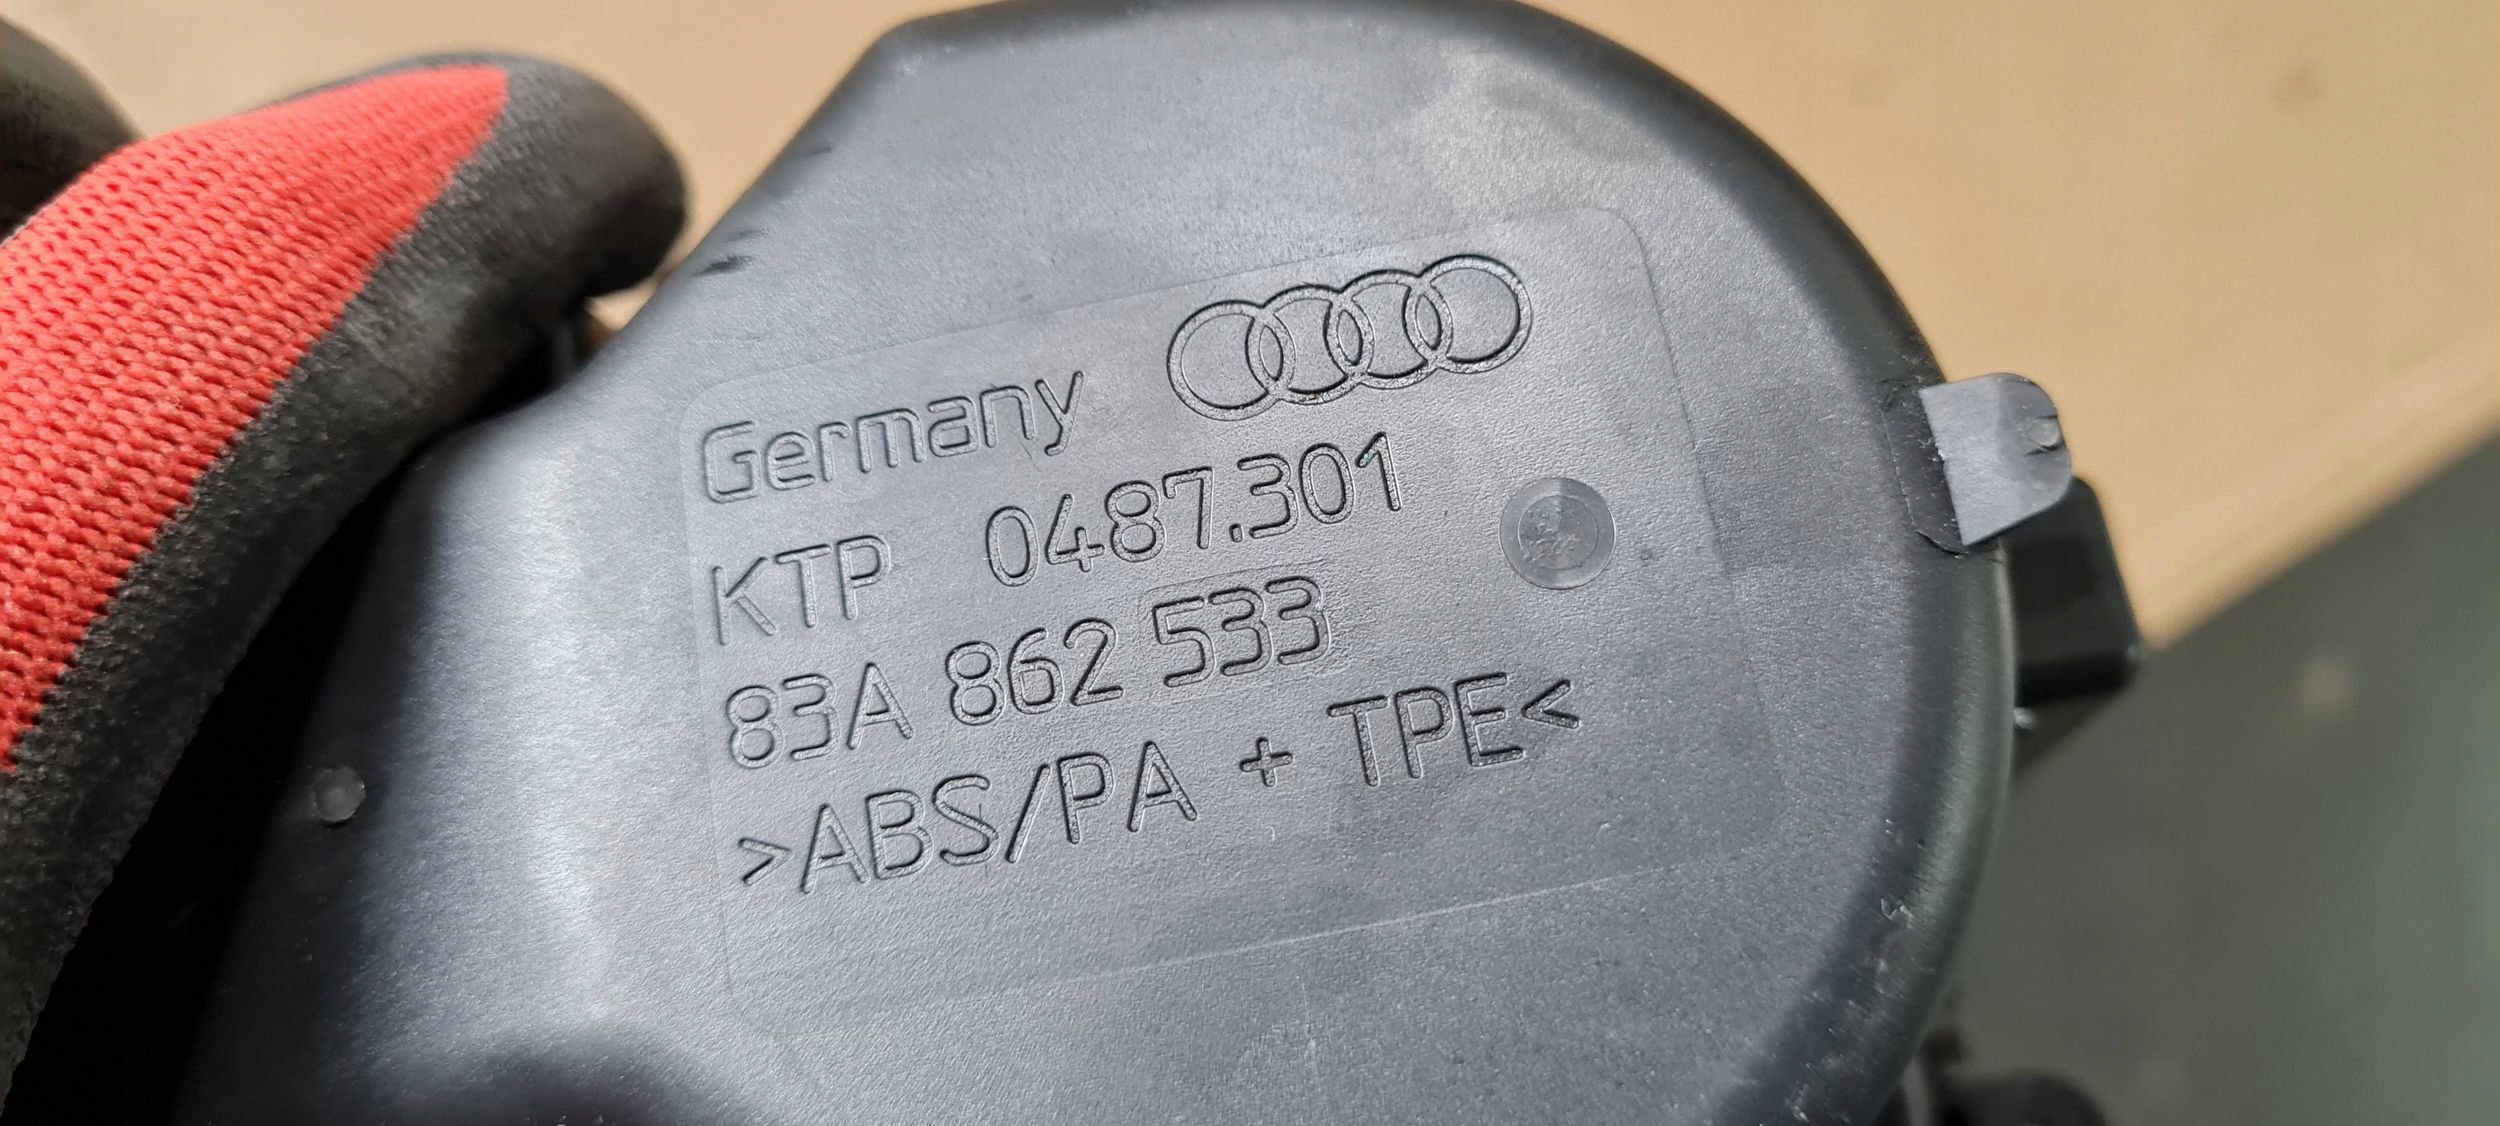 Germany
KTP 0487.301
83A 862 533
>ABS/PA + TPE<